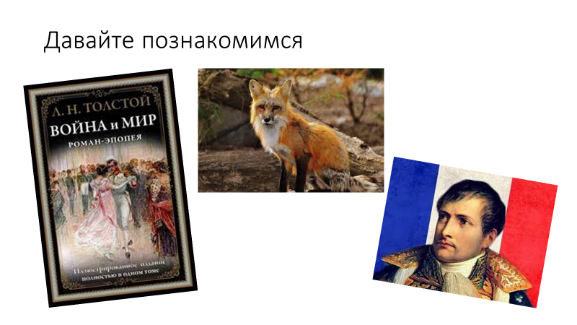 Давайте познакомимся
Л. Н. ТОЛСТОЙ
ВОЙНА и МИР
РОМАН-ЭПОПЕЯ
Иллюстрированное издание
полностью в одном томе